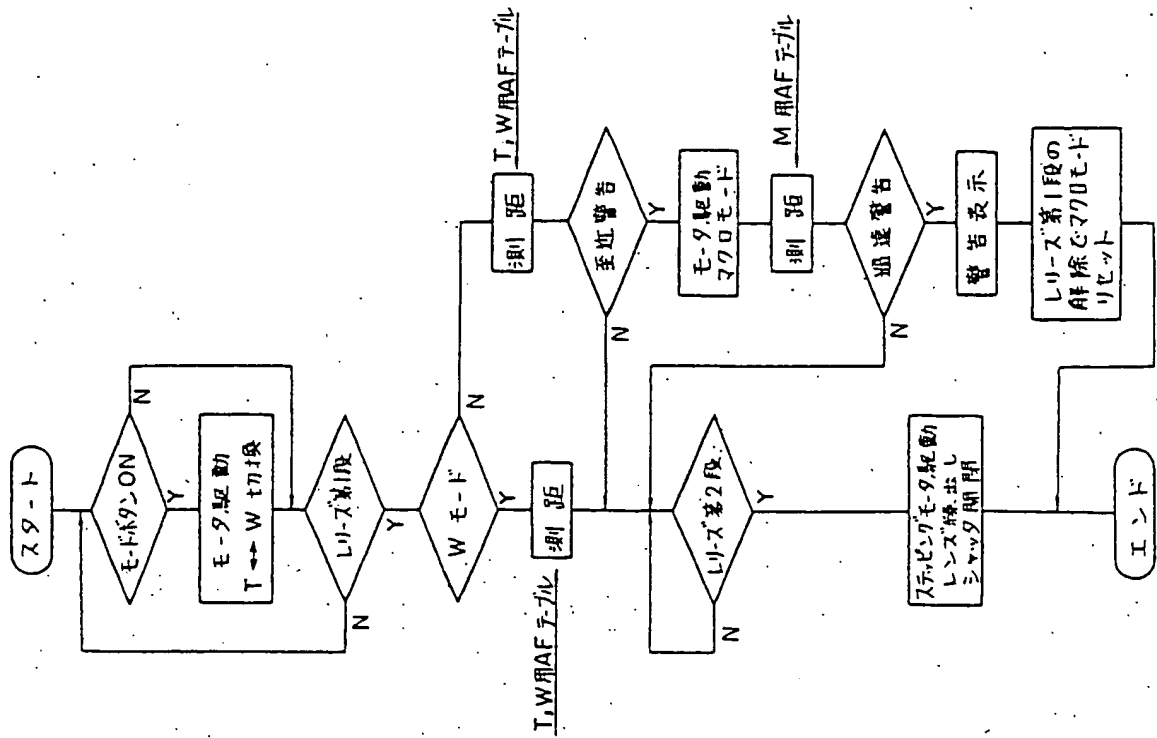 スタート
モードボタンON
N
Y
モータ駆動
T↔W切換
レリーズ第1段
N
Y
Wモード
N
Y
測距
T,W用AFテーブル
測距
T,W用AFテーブル
至近警告
N
Y
モータ駆動
マクロモード
測距
M用AFテーブル
過遠警告
N
Y
警告表示
レリーズ第1段の
解除でマクロモード
リセット
レリーズ第2段
N
Y
ステッピングモータ駆動
レンズ繰出し
シャッタ開閉
エンド